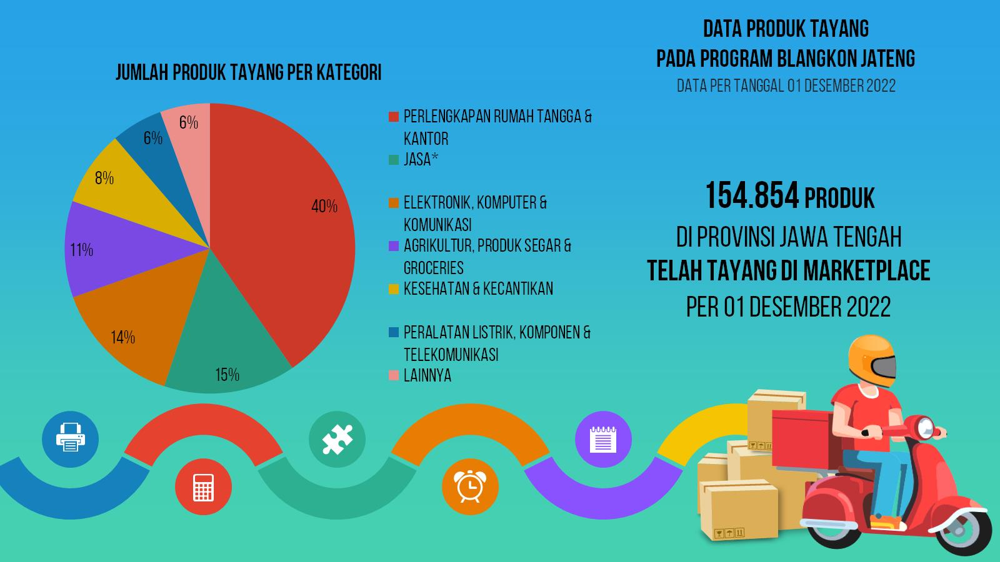 DATA PRODUK TAYANG
PADA PROGRAM BLANGKON JATENG
DATA PER TANGGAL 01 DESEMBER 2022
JUMLAH PRODUK TAYANG PER KATEGORI
6%
6%
8%
40%
11%
14%
15%
PERLENGKAPAN RUMAH TANGGA &
KANTOR
JASA*
ELEKTRONIK, KOMPUTER &
KOMUNIKASI
AGRIKULTUR, PRODUK SEGAR &
GROCERIES
KESEHATAN & KECANTIKAN
PERALATAN LISTRIK, KOMPONEN &
TELEKOMUNIKASI
LAINNYA
154.854 PRODUK
DI PROVINSI JAWA TENGAH
TELAH TAYANG DI MARKETPLACE
PER 01 DESEMBER 2022